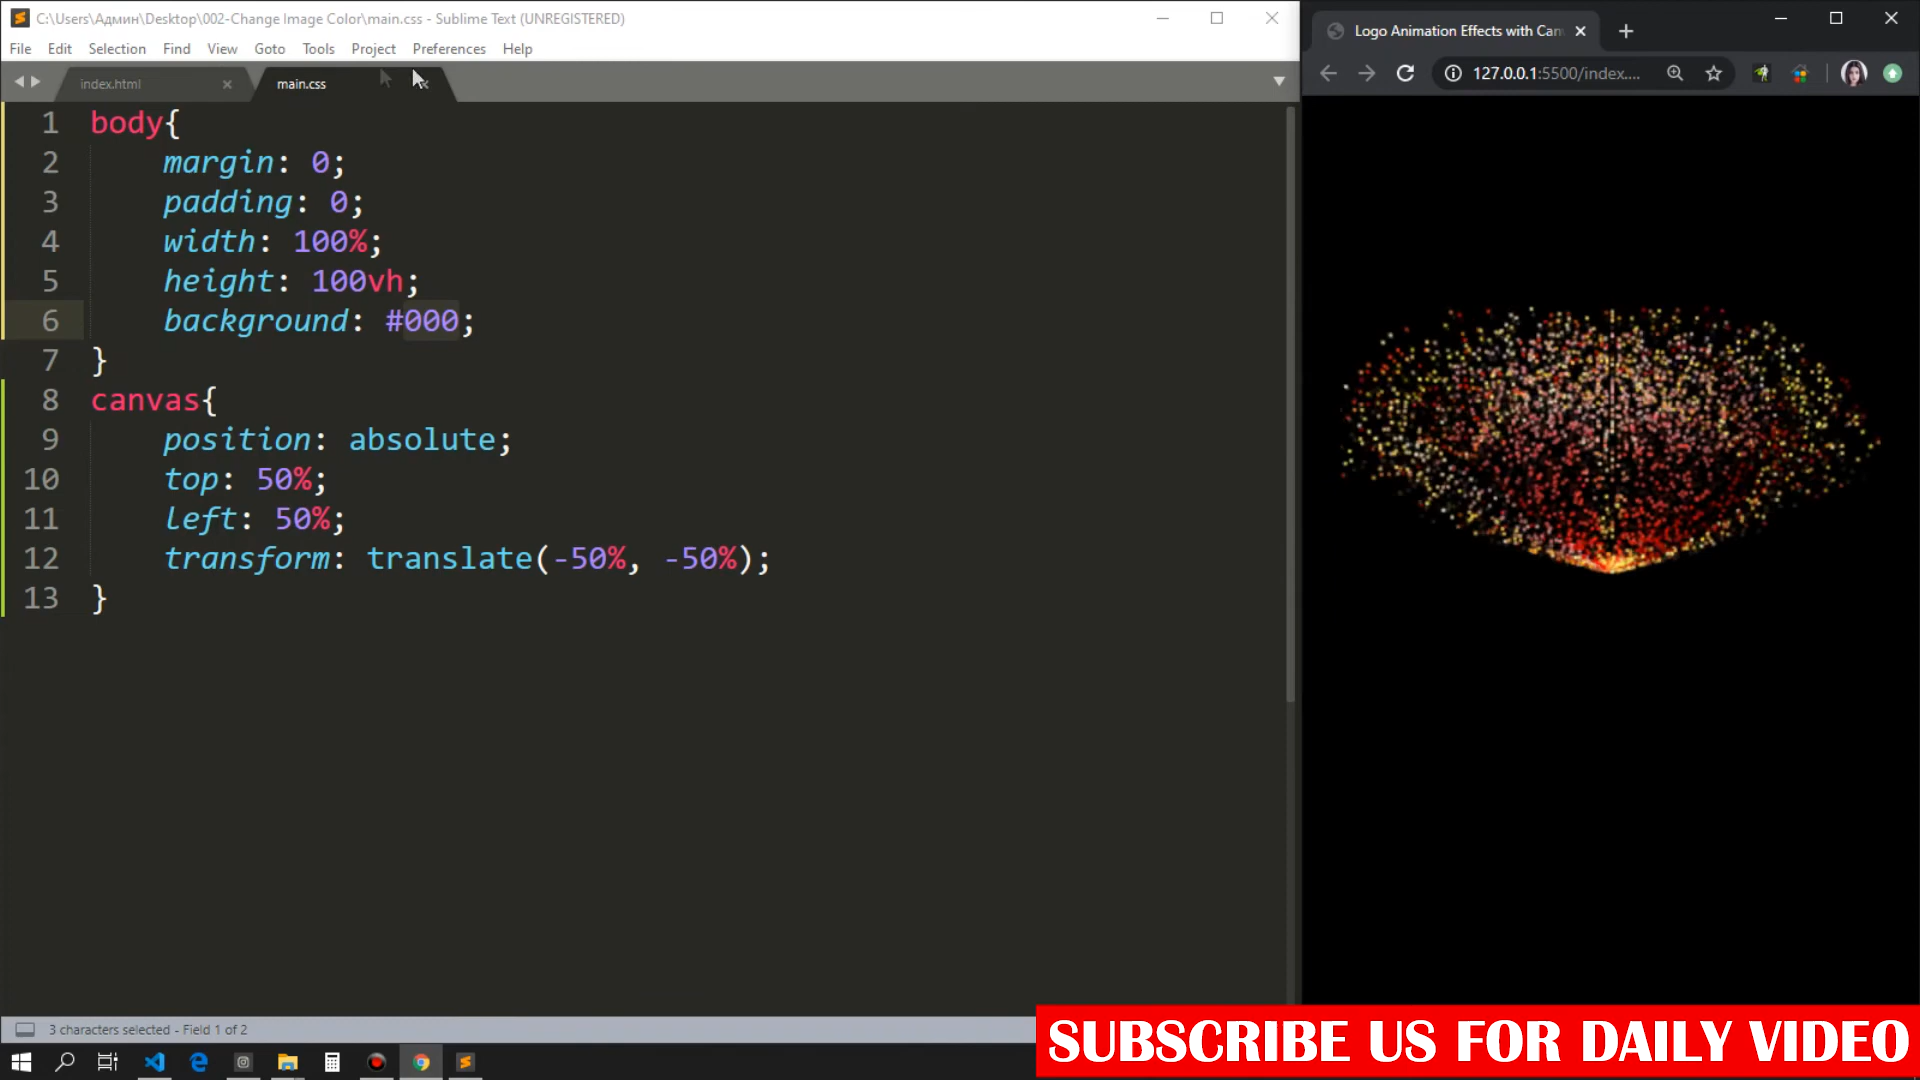 C:\Users\Админ\Desktop\002-Change Image Color\main.css - Sublime Text (UNREGISTERED)
File Edit Selection Find View Goto Tools Project Preferences Help
index.html main.css
1 body{
2 margin: 0;
3 padding: 0;
4 width: 100%;
5 height: 100vh;
6 background: #000;
7 }
8 canvas{
9 position: absolute;
10 top: 50%;
11 left: 50%;
12 transform: translate(-50%, -50%);
13 }
3 characters selected - Field 1 of 2
Logo Animation Effects with Can
127.0.0.1:5500/index....
SUBSCRIBE US FOR DAILY VIDEO